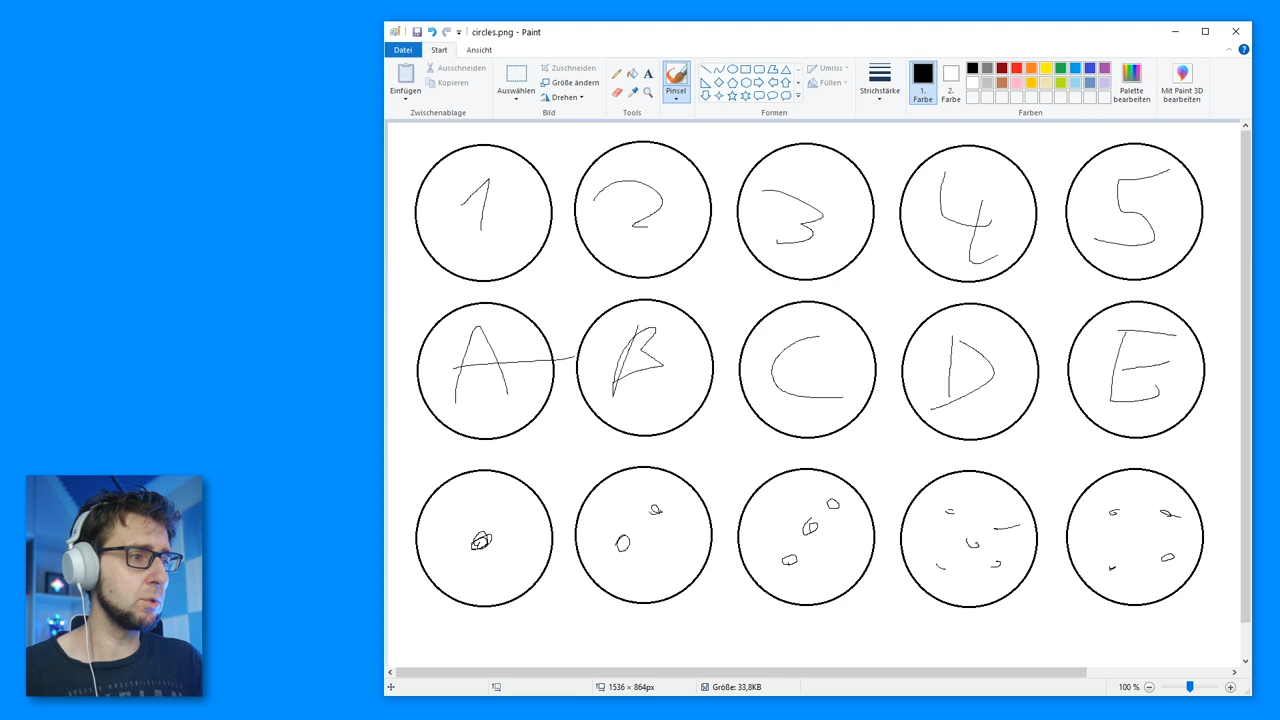 circles.png - Paint
Datei Start Ansicht
Einfügen
Ausschneiden
Kopieren
Zwischenablage
Auswählen
Zuschneiden
Größe ändern
Drehen
Bild
Tools
Pinsel
Formen
Umriss
Füllen
Strichstärke
1.
Farbe
2.
Farbe
Palette
bearbeiten
Farben
Mit Paint 3D
bearbeiten
1 2 3 4 5
A B C D E
1536 × 864px Größe: 33,8KB 100 %